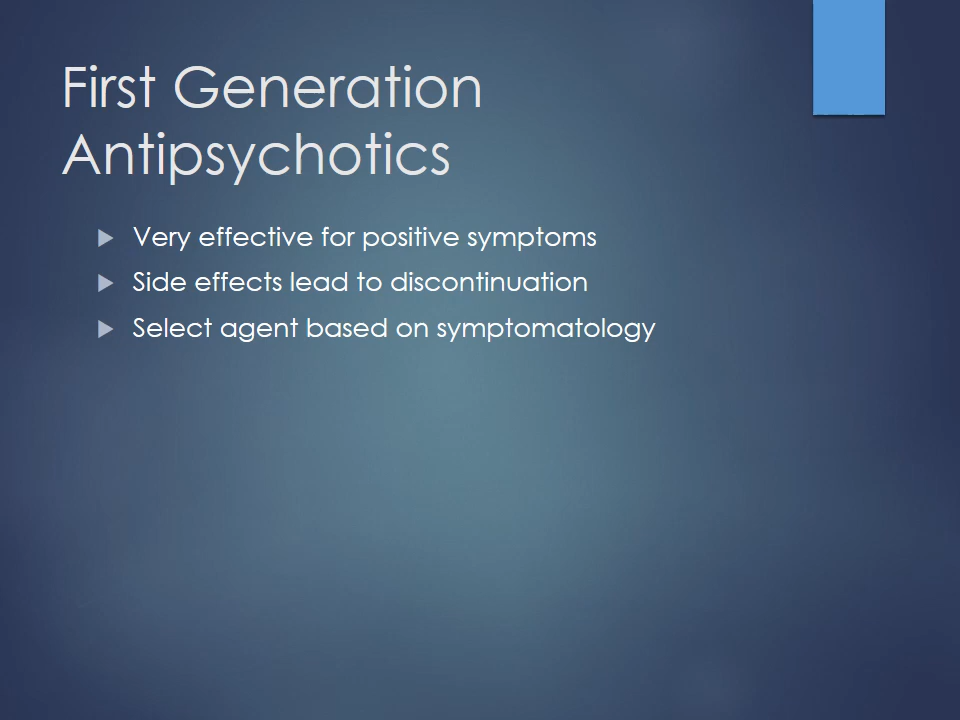 First Generation
Antipsychotics
Very effective for positive symptoms
Side effects lead to discontinuation
Select agent based on symptomatology